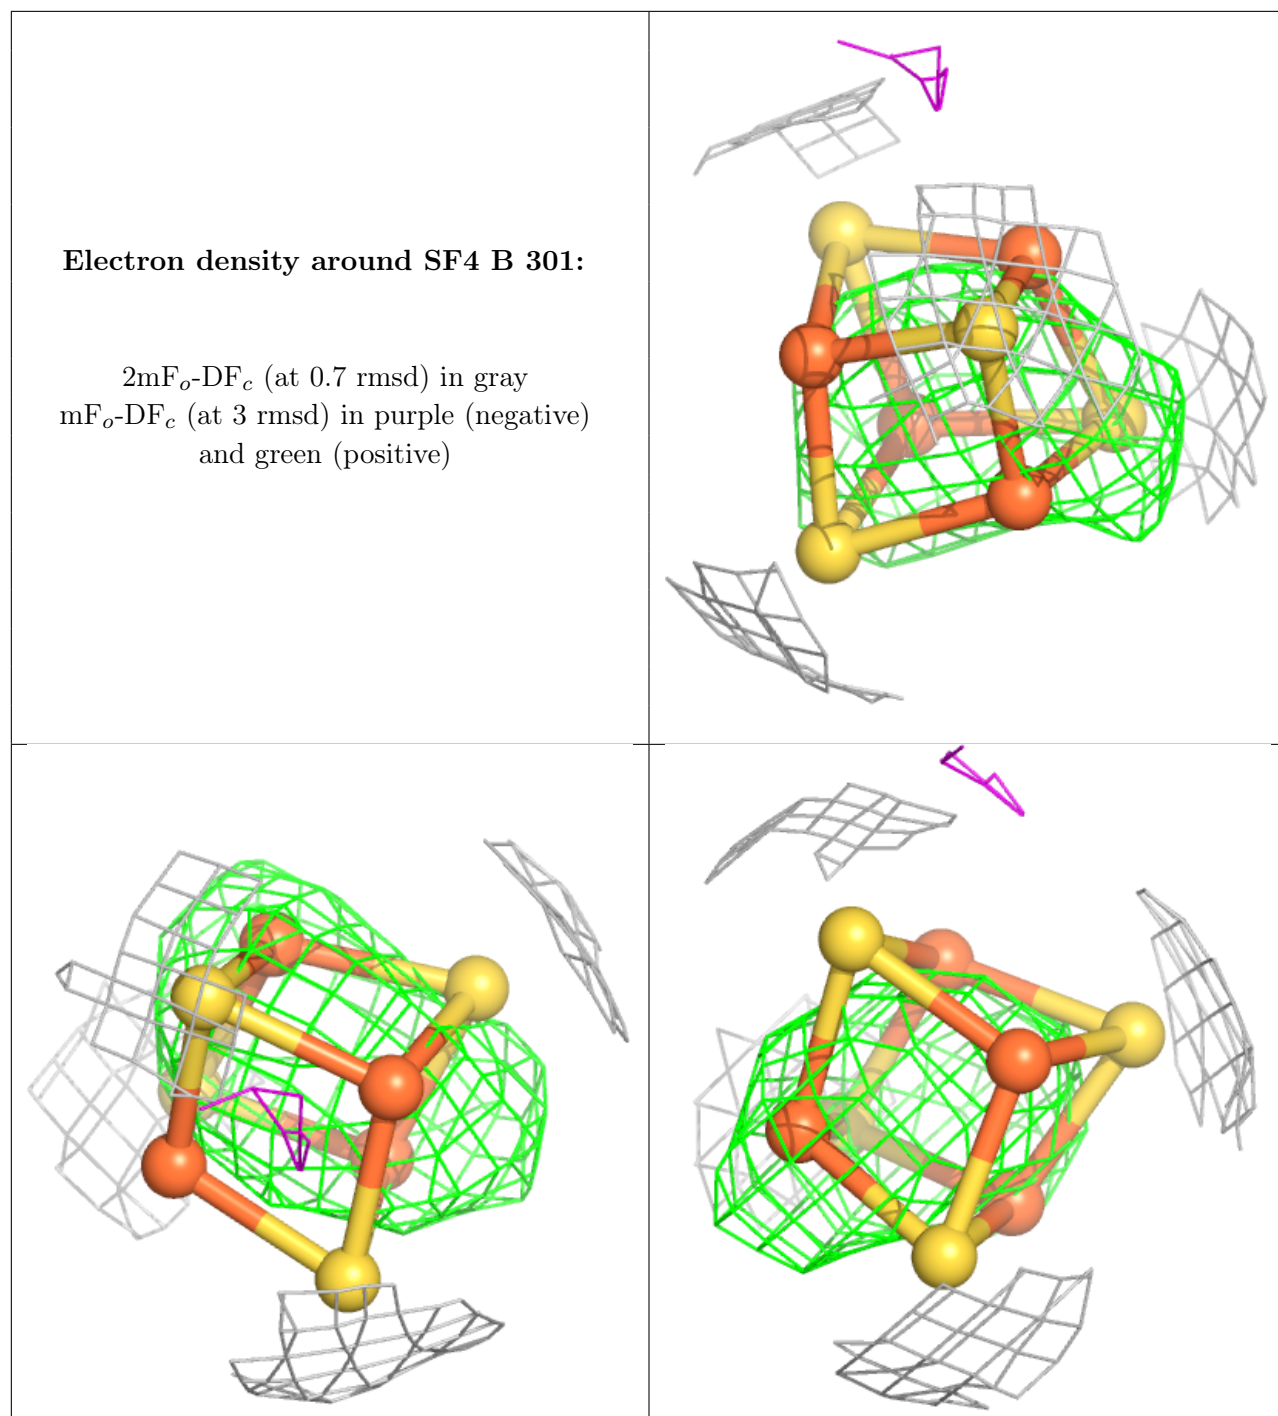 Electron density around SF4 B 301:
2mFo-DFc (at 0.7 rmsd) in gray
mFo-DFc (at 3 rmsd) in purple (negative)
and green (positive)